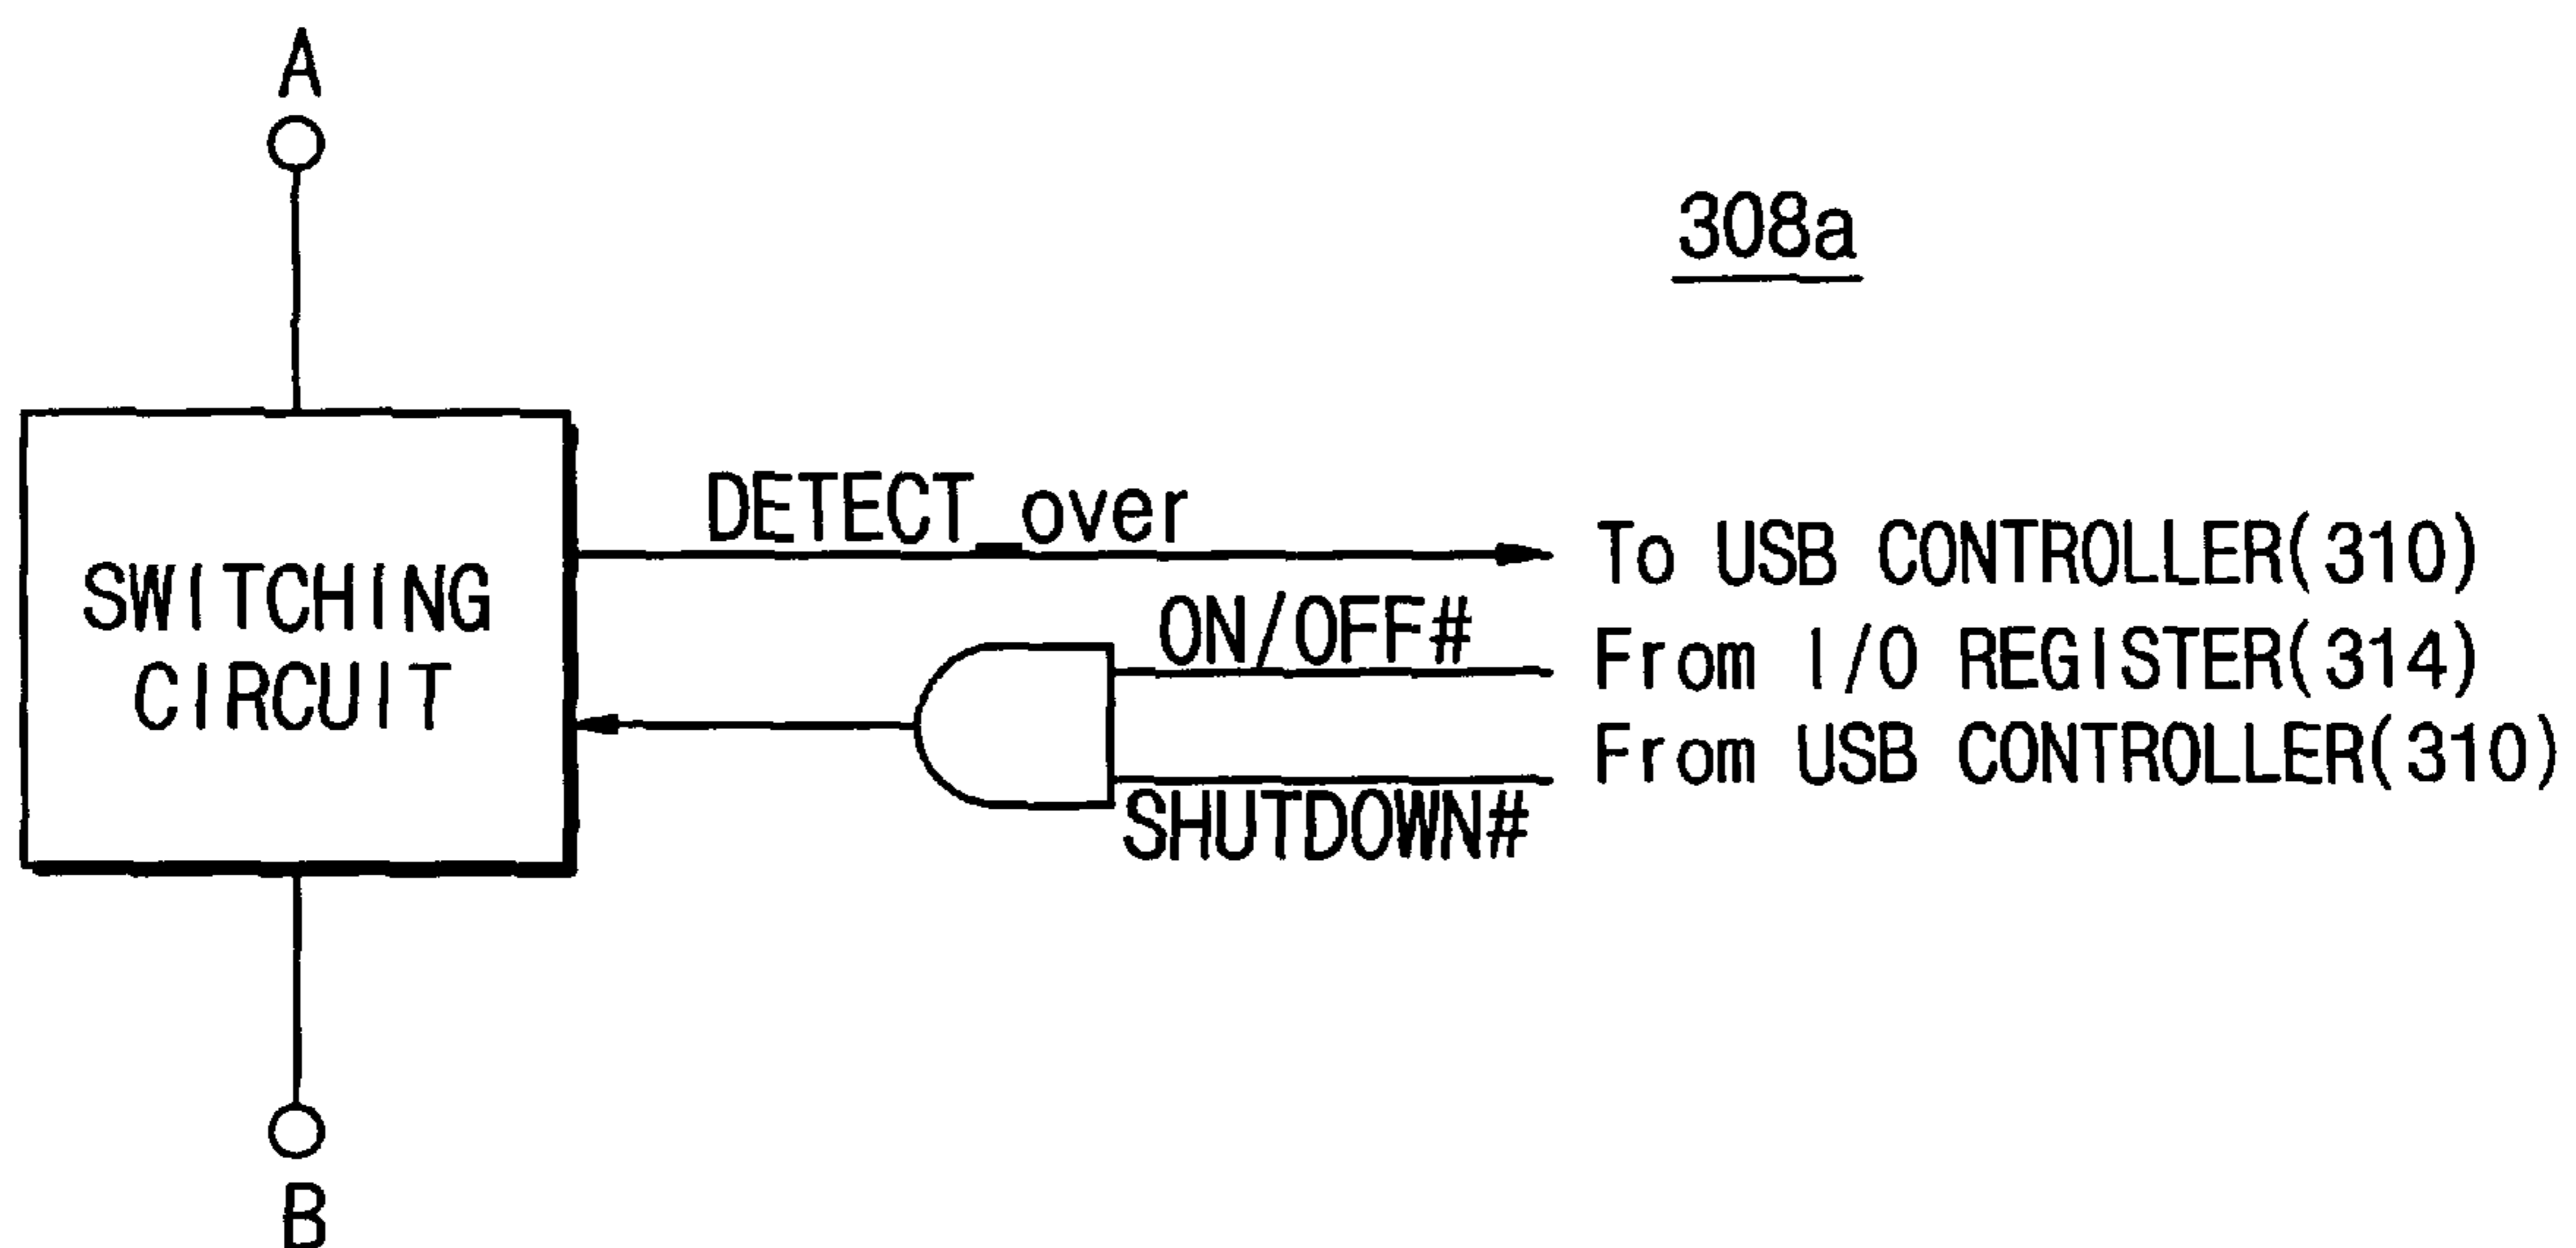 A
308a
DETECT_over
To USB CONTROLLER(310)
SWITCHING
CIRCUIT
ON/OFF#
From I/O REGISTER(314)
From USB CONTROLLER(310)
SHUTDOWN#
B